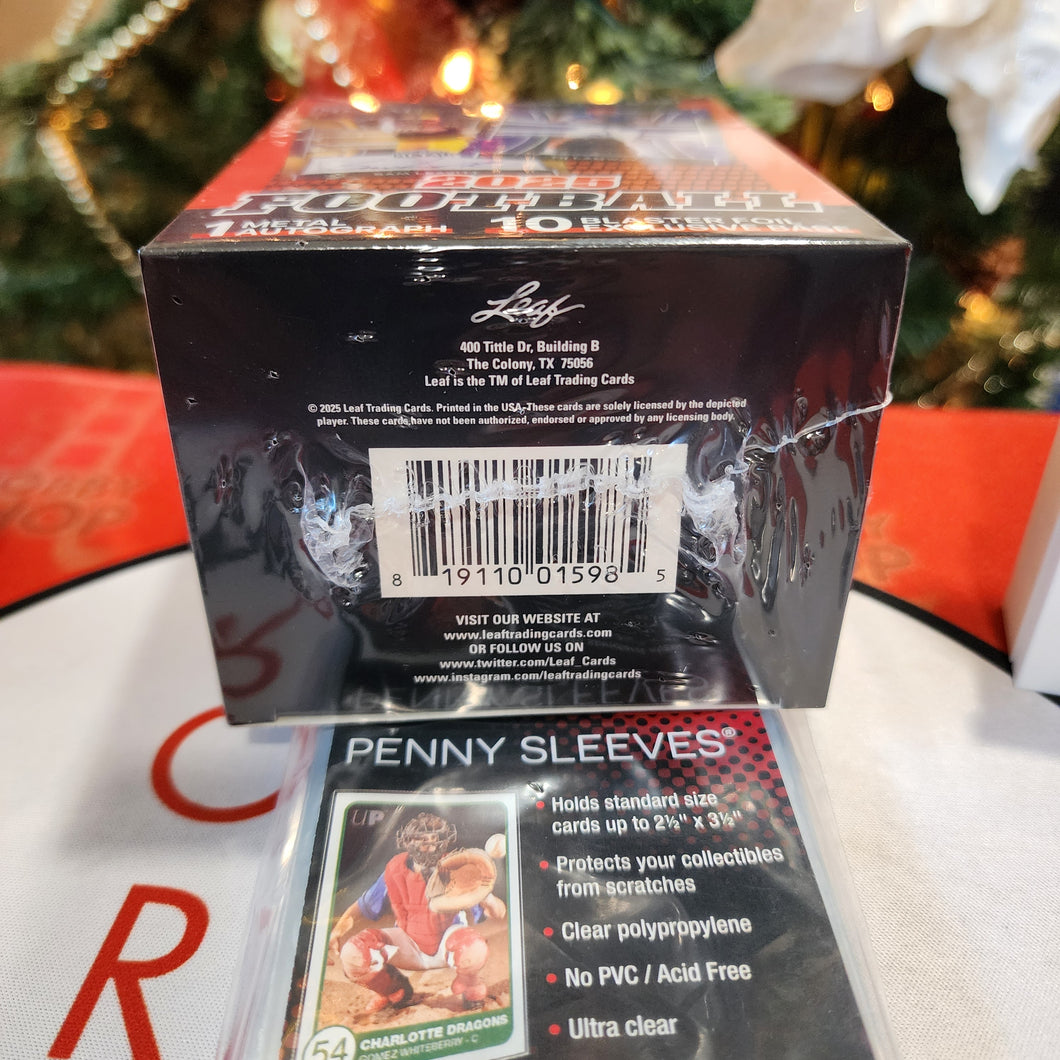 2025
FOOTBALL
1 METAL AUTOGRAPH 10 BLASTER FOIL EXCLUSIVE BASE
Leaf
400 Tittle Dr, Building B
The Colony, TX 75056
Leaf is the TM of Leaf Trading Cards
© 2025 Leaf Trading Cards. Printed in the USA. These cards are solely licensed by the depicted
player. These cards have not been authorized, endorsed or approved by any licensing body.
8 19110 01598 5
VISIT OUR WEBSITE AT
www.leaftradingcards.com
OR FOLLOW US ON
www.twitter.com/Leaf_Cards
www.instagram.com/leaftradingcards
PENNY SLEEVES®
• Holds standard size
cards up to 2½" x 3½"
• Protects your collectibles
from scratches
• Clear polypropylene
• No PVC / Acid Free
• Ultra clear
UP
54 CHARLOTTE DRAGONS
GOMEZ WHITEBERRY - C
C
R